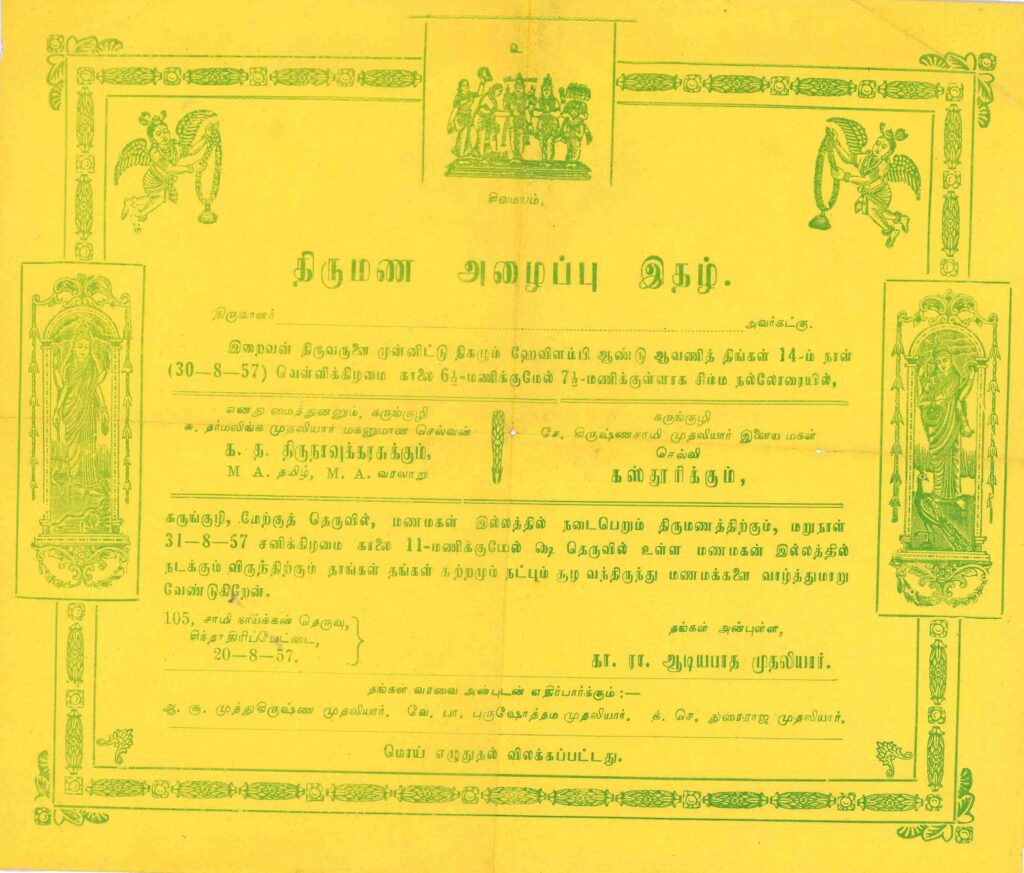 உ
சிவமயம்,
திருமண அழைப்பு இதழ்.
திருவாளர் அவர்கட்கு.
இறைவன் திருவருளை முன்னிட்டு நிகழும் ஹேவிளம்பி ஆண்டு ஆவணித் திங்கள் 14-ம் நாள்
(30—8—57) வெள்ளிக்கிழமை காலை 6½-மணிக்குமேல் 7½-மணிக்குள்ளாக சிம்ம நல்லோரையில்,
எனது மைத்துனனும், கருங்குழி
சு. தர்மலிங்க முதலியார் மகனுமான செல்வன்
க. த. திருநாவுக்கரசுக்கும்,
M A. தமிழ், M. A. வரலாறு
கருங்குழி
சே. கிருஷ்ணசாமி முதலியார் இளைய மகள்
செல்வி
கஸ்தூரிக்கும்,
கருங்குழி, மேற்குத் தெருவில், மணமகள் இல்லத்தில் நடைபெறும் திருமணத்திற்கும், மறுநாள்
31—8—57 சனிக்கிழமை காலை 11-மணிக்குமேல் ௸ தெருவில் உள்ள மணமகன் இல்லத்தில்
நடக்கும் விருந்திற்கும் தாங்கள் தங்கள் சுற்றமும் நட்பும் சூழ வந்திருந்து மணமக்களை வாழ்த்துமாறு
வேண்டுகிறேன்.
105, சாமி நாய்க்கன் தெருவு,
சிந்தாதிரிப்பேட்டை,
20—8—57.
தங்கள் அன்புள்ள,
கா. ரா. ஆடியபாத முதலியார்.
தங்கள் வரவை அன்புடன் எதிர்பார்க்கும் :—
ஆ. சூ. முத்துகிருஷ்ண முதலியார். வே. பா. புருஷோத்தம முதலியார். க். செ. துரைராஜ முதலியார்.
மொய் எழுதுதல் விலக்கப்பட்டது.